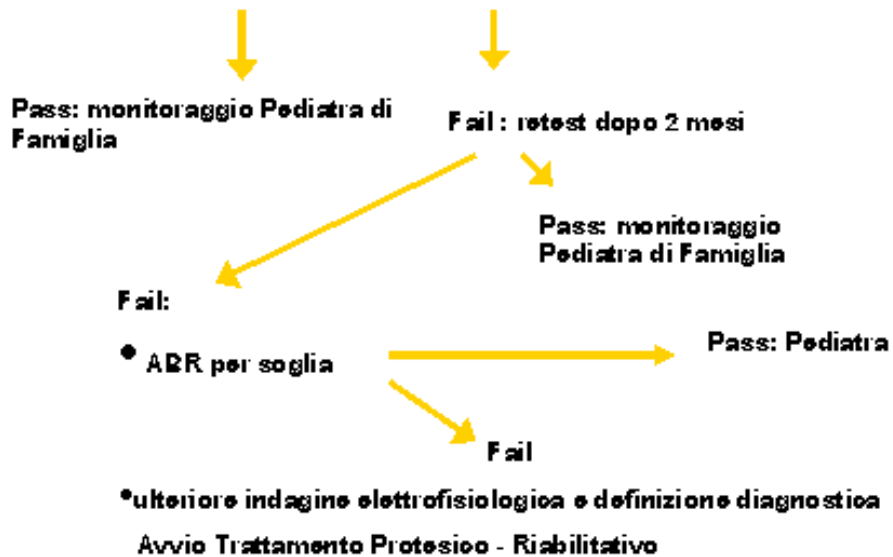 Pass: monitoraggio Pediatra di
Famiglia
Fail : retest dopo 2 mesi
Pass: monitoraggio
Pediatra di Famiglia
Fail:
• ABR per soglia
Pass: Pediatra
Fail
•ulteriore indagine elettrofisiologica e definizione diagnostica
Avvio Trattamento Protesico - Riabilitativo